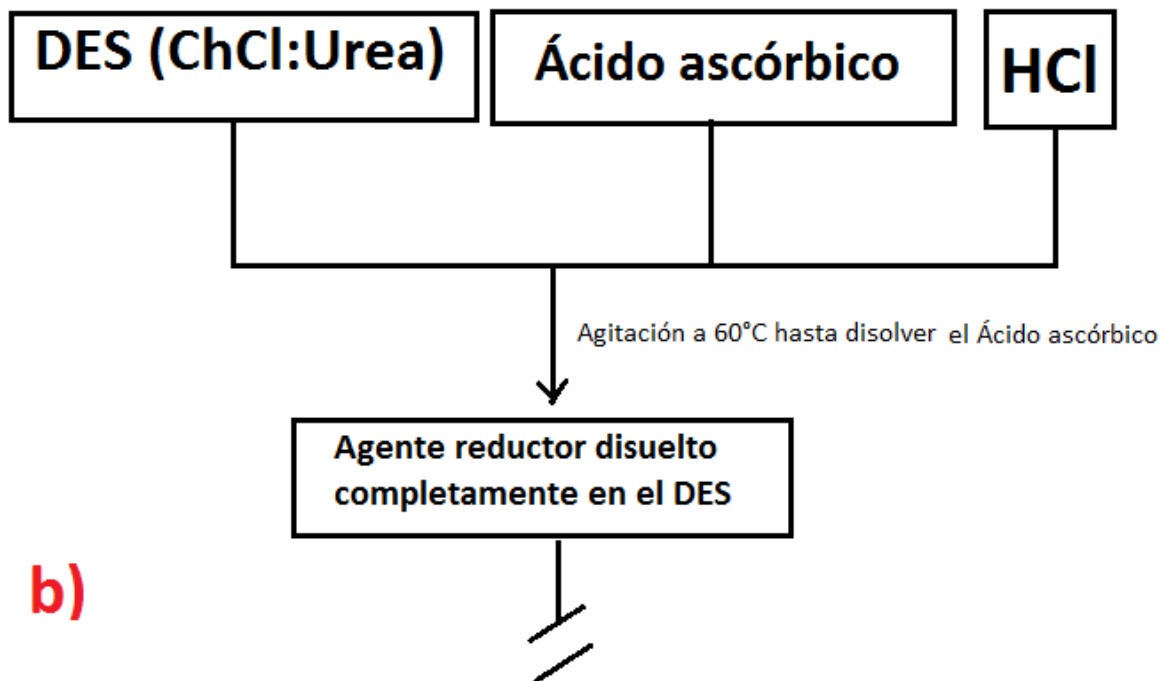 DES (ChCl:Urea)
Ácido ascórbico
HCl
Agitación a 60°C hasta disolver el Ácido ascórbico
Agente reductor disuelto
completamente en el DES
b)